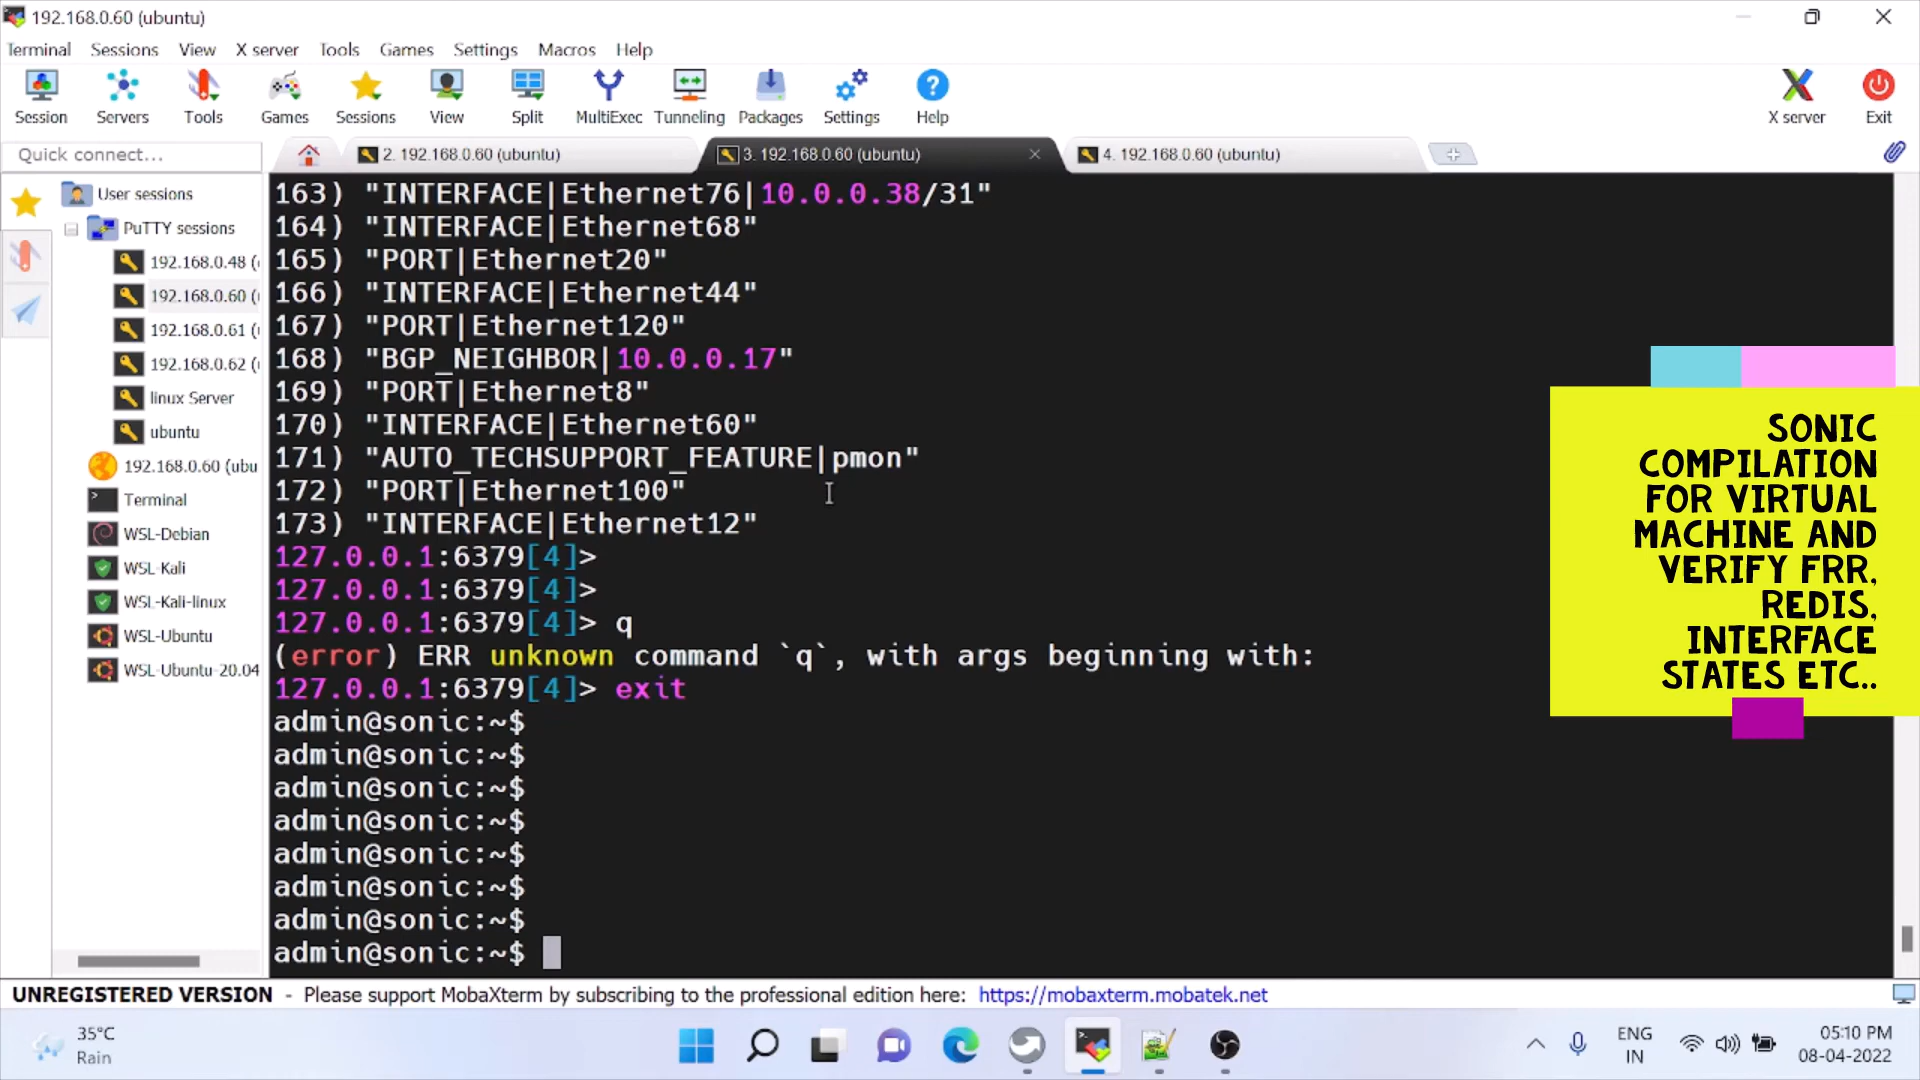 192.168.0.60 (ubuntu)
Terminal Sessions View X server Tools Games Settings Macros Help
Session Servers Tools Games Sessions View Split MultiExec Tunneling Packages Settings Help X server Exit
Quick connect...
2. 192.168.0.60 (ubuntu)
3. 192.168.0.60 (ubuntu)
4. 192.168.0.60 (ubuntu)
User sessions
PuTTY sessions
192.168.0.48 (
192.168.0.60 (
192.168.0.61 (
192.168.0.62 (
linux Server
ubuntu
192.168.0.60 (ubu
Terminal
WSL-Debian
WSL-Kali
WSL-Kali-linux
WSL-Ubuntu
WSL-Ubuntu-20.04
163) "INTERFACE|Ethernet76|10.0.0.38/31"
164) "INTERFACE|Ethernet68"
165) "PORT|Ethernet20"
166) "INTERFACE|Ethernet44"
167) "PORT|Ethernet120"
168) "BGP_NEIGHBOR|10.0.0.17"
169) "PORT|Ethernet8"
170) "INTERFACE|Ethernet60"
171) "AUTO_TECHSUPPORT_FEATURE|pmon"
172) "PORT|Ethernet100"
173) "INTERFACE|Ethernet12"
127.0.0.1:6379[4]>
127.0.0.1:6379[4]>
127.0.0.1:6379[4]> q
(error) ERR unknown command `q`, with args beginning with:
127.0.0.1:6379[4]> exit
admin@sonic:~$
admin@sonic:~$
admin@sonic:~$
admin@sonic:~$
admin@sonic:~$
admin@sonic:~$
admin@sonic:~$
admin@sonic:~$
SONIC
COMPILATION
FOR VIRTUAL
MACHINE AND
VERIFY FRR,
REDIS,
INTERFACE
STATES ETC..
UNREGISTERED VERSION - Please support MobaXterm by subscribing to the professional edition here: https://mobaxterm.mobatek.net
35°C
Rain
ENG
IN
05:10 PM
08-04-2022